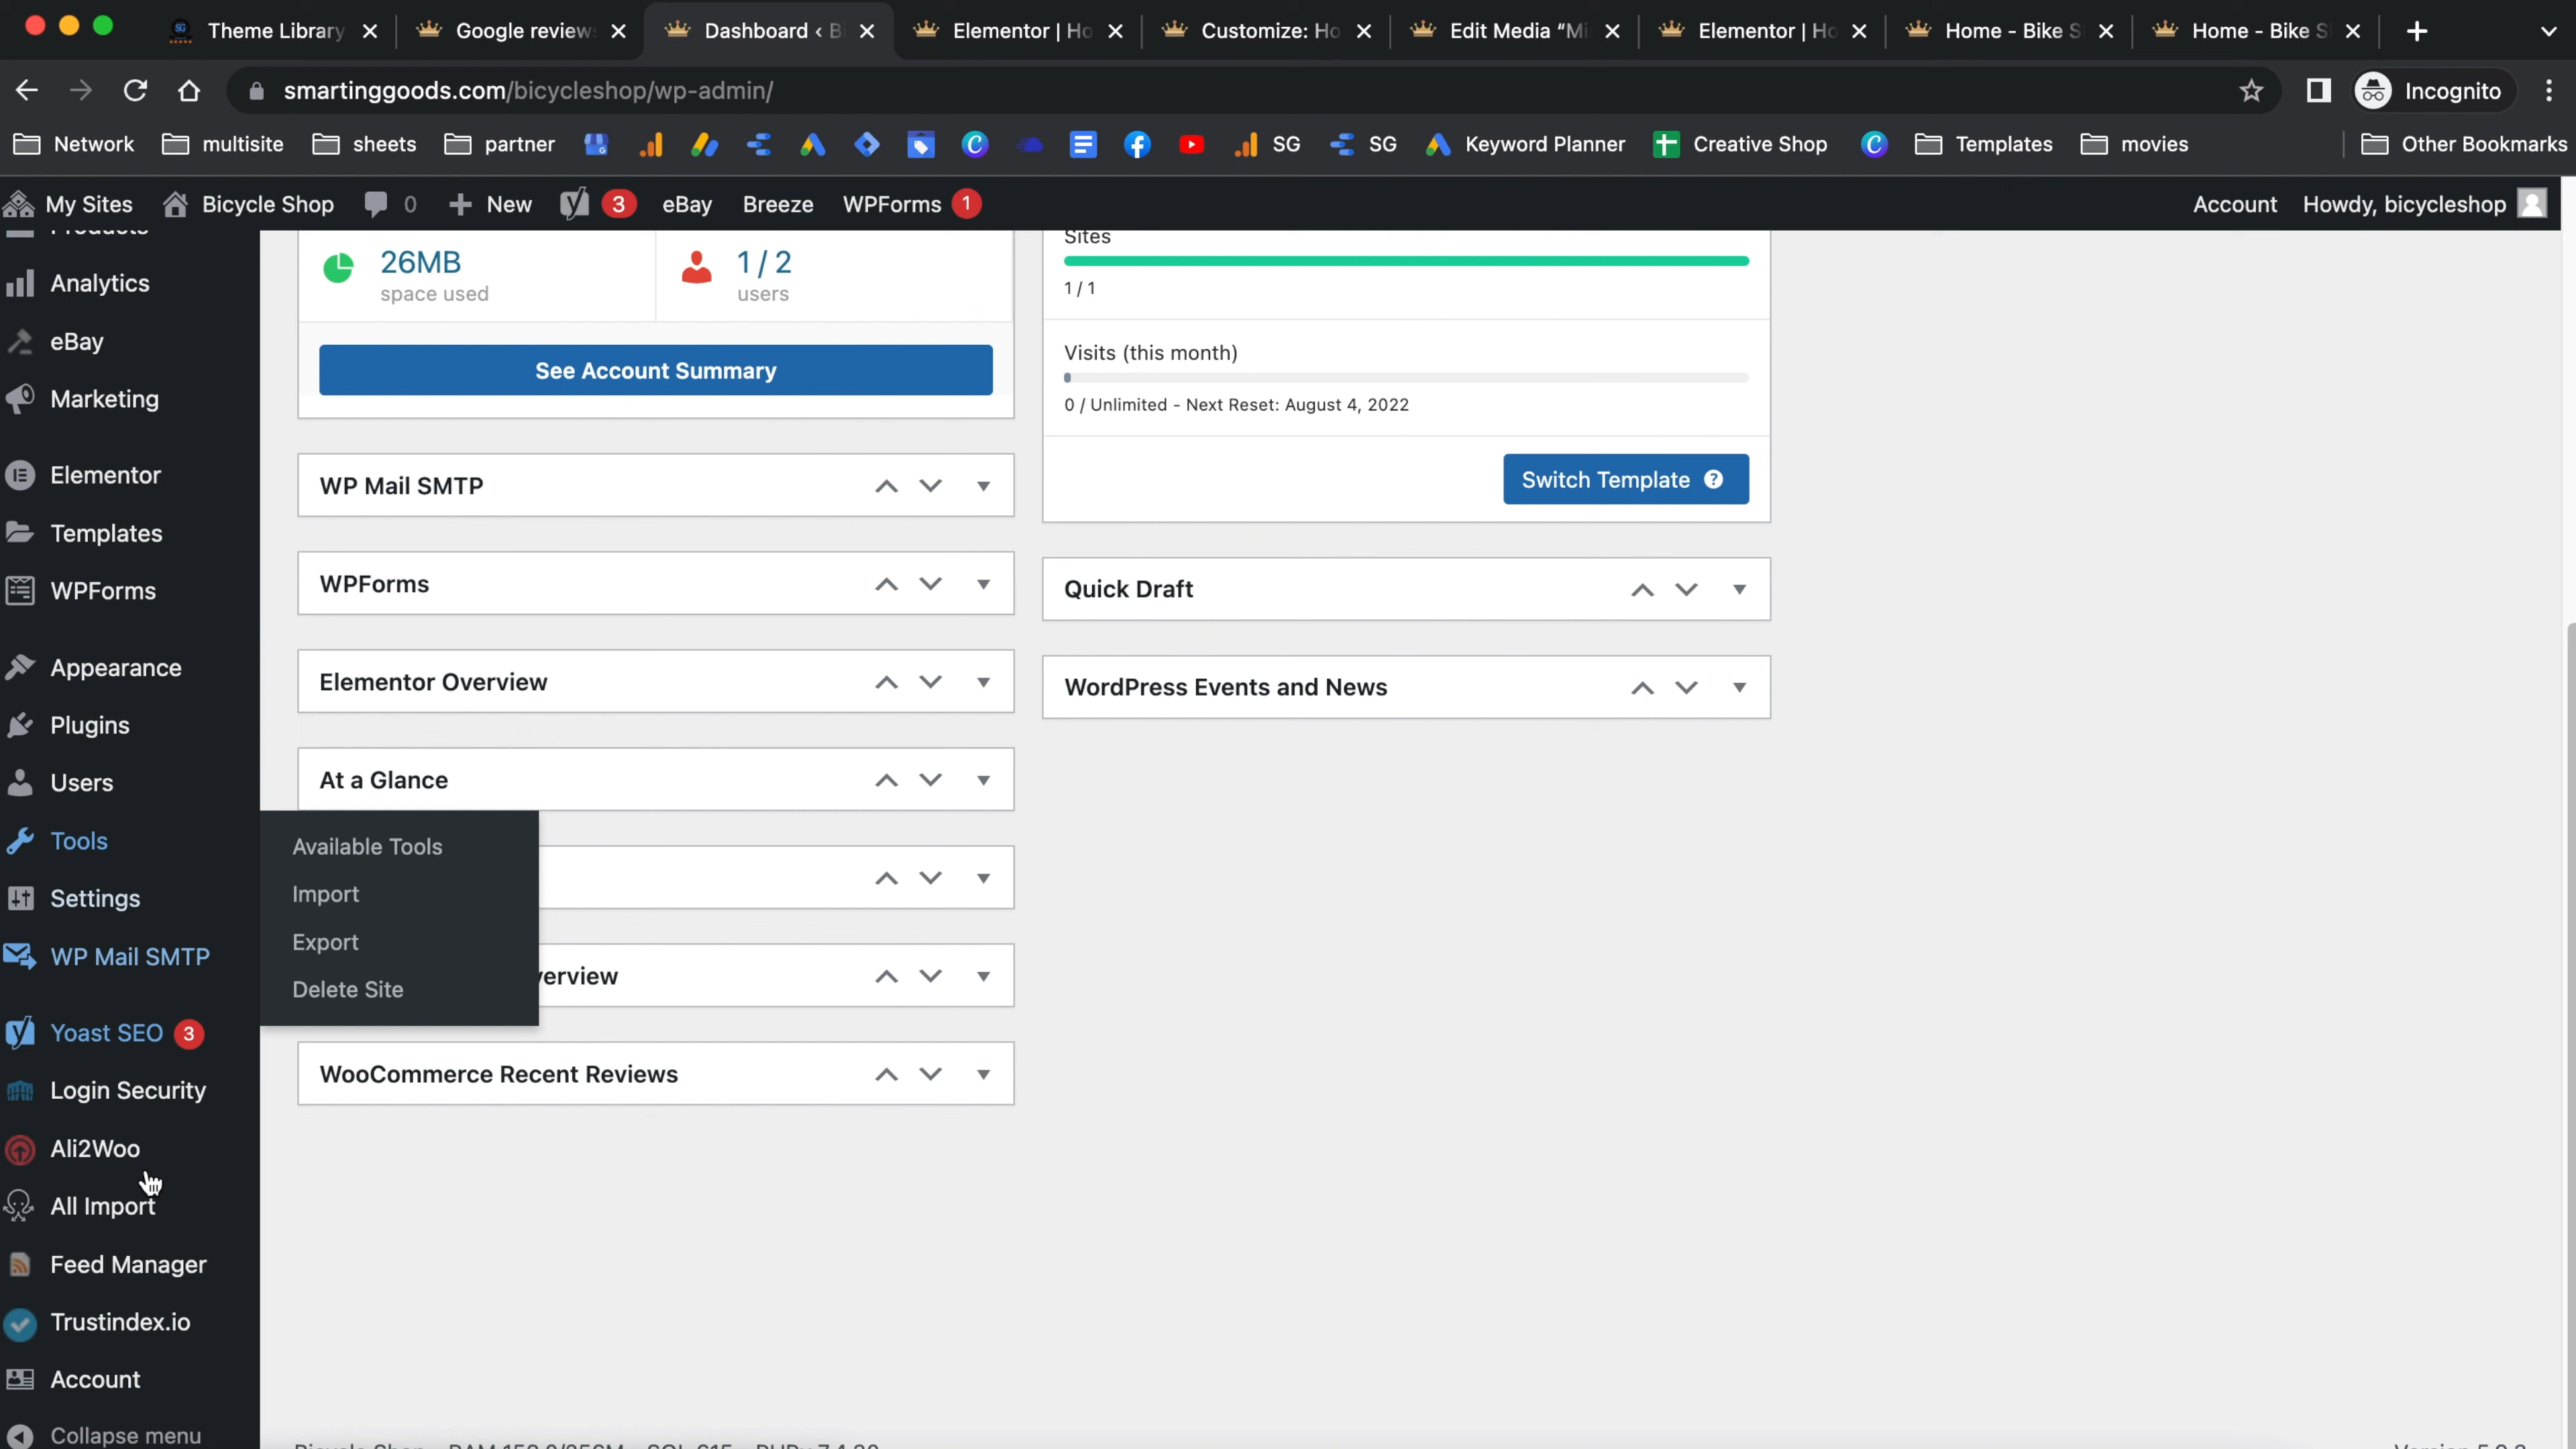 Theme Library
Google reviews
Dashboard ‹ Bi
Elementor | Ho
Customize: Ho
Edit Media “Mi
Elementor | Ho
Home - Bike S
Home - Bike S
smartinggoods.com/bicycleshop/wp-admin/
Incognito
Network
multisite
sheets
partner
SG
SG
Keyword Planner
Creative Shop
Templates
movies
Other Bookmarks
My Sites
Bicycle Shop
0
New
3
eBay
Breeze
WPForms
1
Account
Howdy, bicycleshop
Products
Analytics
eBay
Marketing
Elementor
Templates
WPForms
Appearance
Plugins
Users
Tools
Settings
WP Mail SMTP
Yoast SEO 3
Login Security
Ali2Woo
All Import
Feed Manager
Trustindex.io
Account
Collapse menu
Available Tools
Import
Export
Delete Site
26MB
space used
1 / 2
users
See Account Summary
WP Mail SMTP
WPForms
Elementor Overview
At a Glance
verview
WooCommerce Recent Reviews
Sites
1 / 1
Visits (this month)
0 / Unlimited - Next Reset: August 4, 2022
Switch Template ?
Quick Draft
WordPress Events and News